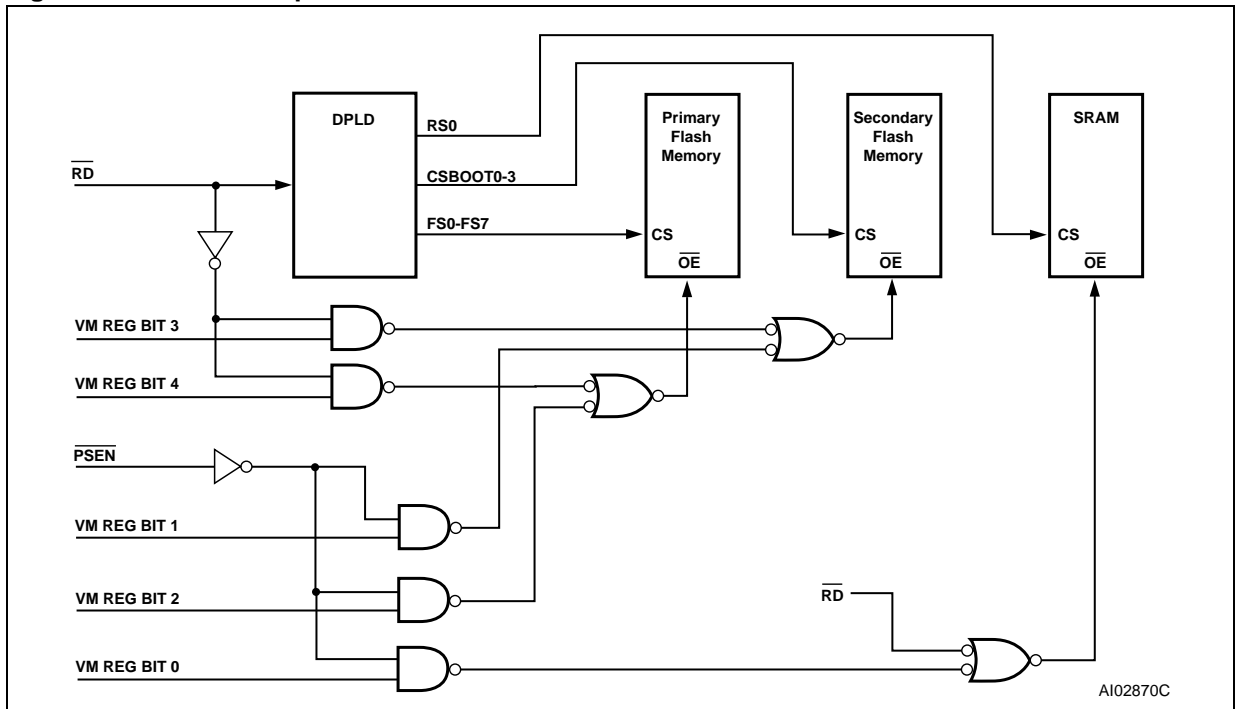 DPLD
RS0
CSBOOT0-3
FS0-FS7
Primary
Flash
Memory
CS
OE
Secondary
Flash
Memory
CS
OE
SRAM
CS
OE
RD
VM REG BIT 3
VM REG BIT 4
PSEN
VM REG BIT 1
VM REG BIT 2
RD
VM REG BIT 0
AI02870C